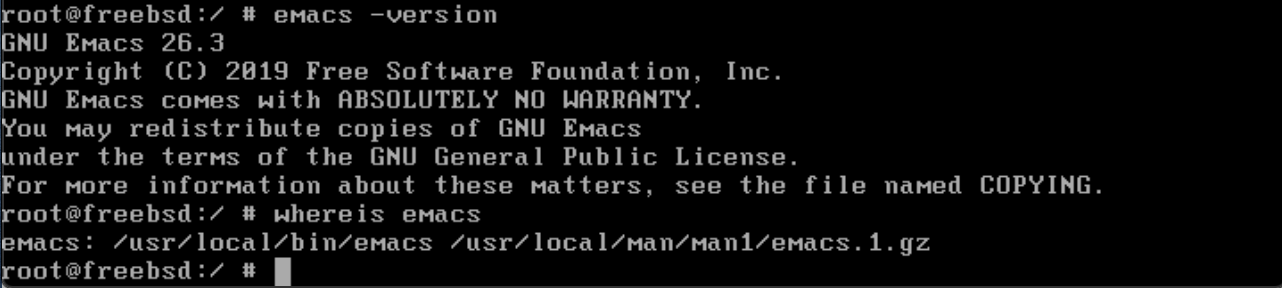 root@freebsd:/ # emacs -version
GNU Emacs 26.3
Copyright (C) 2019 Free Software Foundation, Inc.
GNU Emacs comes with ABSOLUTELY NO WARRANTY.
You may redistribute copies of GNU Emacs
under the terms of the GNU General Public License.
For more information about these matters, see the file named COPYING.
root@freebsd:/ # whereis emacs
emacs: /usr/local/bin/emacs /usr/local/man/man1/emacs.1.gz
root@freebsd:/ #